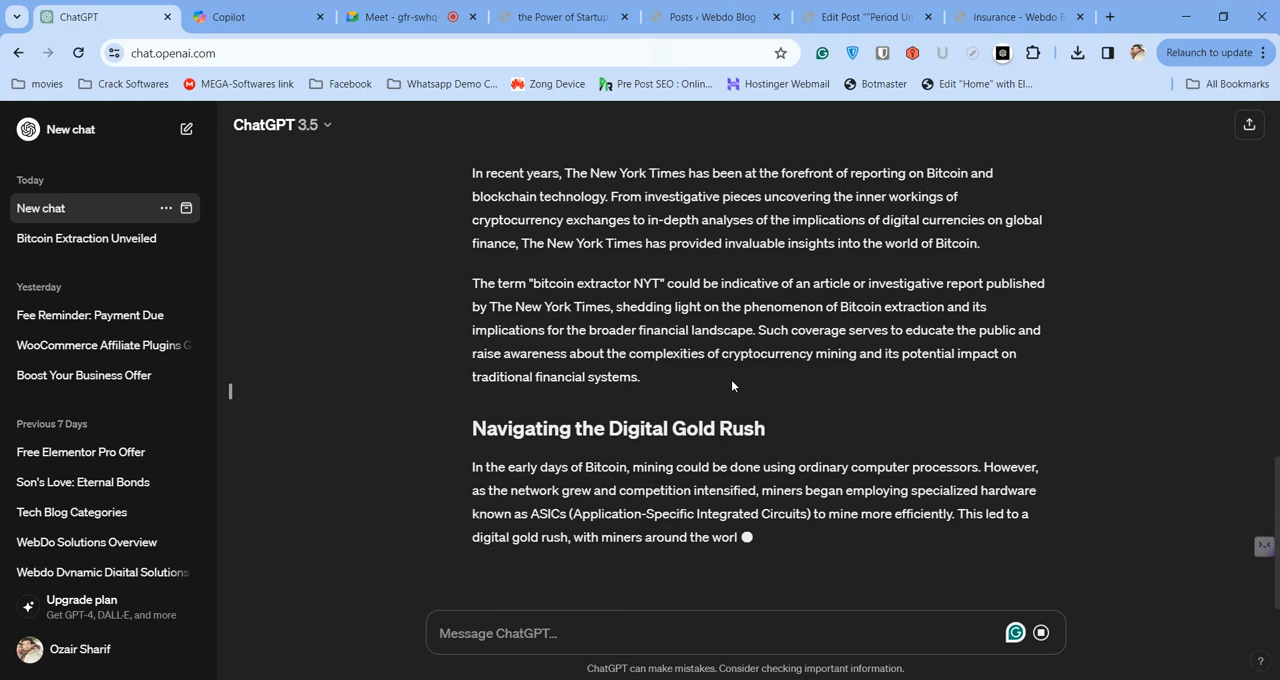 ChatGPT
Copilot
Meet - gfr-swhq
the Power of Startup
Posts ‹ Webdo Blog
Edit Post ""Period Un
Insurance - Webdo B
chat.openai.com
Relaunch to update
movies
Crack Softwares
MEGA-Softwares link
Facebook
Whatsapp Demo C...
Zong Device
Pre Post SEO : Onlin...
Hostinger Webmail
Botmaster
Edit "Home" with El...
All Bookmarks
New chat
Today
New chat
Bitcoin Extraction Unveiled
Yesterday
Fee Reminder: Payment Due
WooCommerce Affiliate Plugins G
Boost Your Business Offer
Previous 7 Days
Free Elementor Pro Offer
Son's Love: Eternal Bonds
Tech Blog Categories
WebDo Solutions Overview
Webdo Dynamic Digital Solutions
Upgrade plan
Get GPT-4, DALL·E, and more
Ozair Sharif
ChatGPT 3.5
In recent years, The New York Times has been at the forefront of reporting on Bitcoin and
blockchain technology. From investigative pieces uncovering the inner workings of
cryptocurrency exchanges to in-depth analyses of the implications of digital currencies on global
finance, The New York Times has provided invaluable insights into the world of Bitcoin.
The term "bitcoin extractor NYT" could be indicative of an article or investigative report published
by The New York Times, shedding light on the phenomenon of Bitcoin extraction and its
implications for the broader financial landscape. Such coverage serves to educate the public and
raise awareness about the complexities of cryptocurrency mining and its potential impact on
traditional financial systems.
Navigating the Digital Gold Rush
In the early days of Bitcoin, mining could be done using ordinary computer processors. However,
as the network grew and competition intensified, miners began employing specialized hardware
known as ASICs (Application-Specific Integrated Circuits) to mine more efficiently. This led to a
digital gold rush, with miners around the worl
Message ChatGPT...
ChatGPT can make mistakes. Consider checking important information.
?